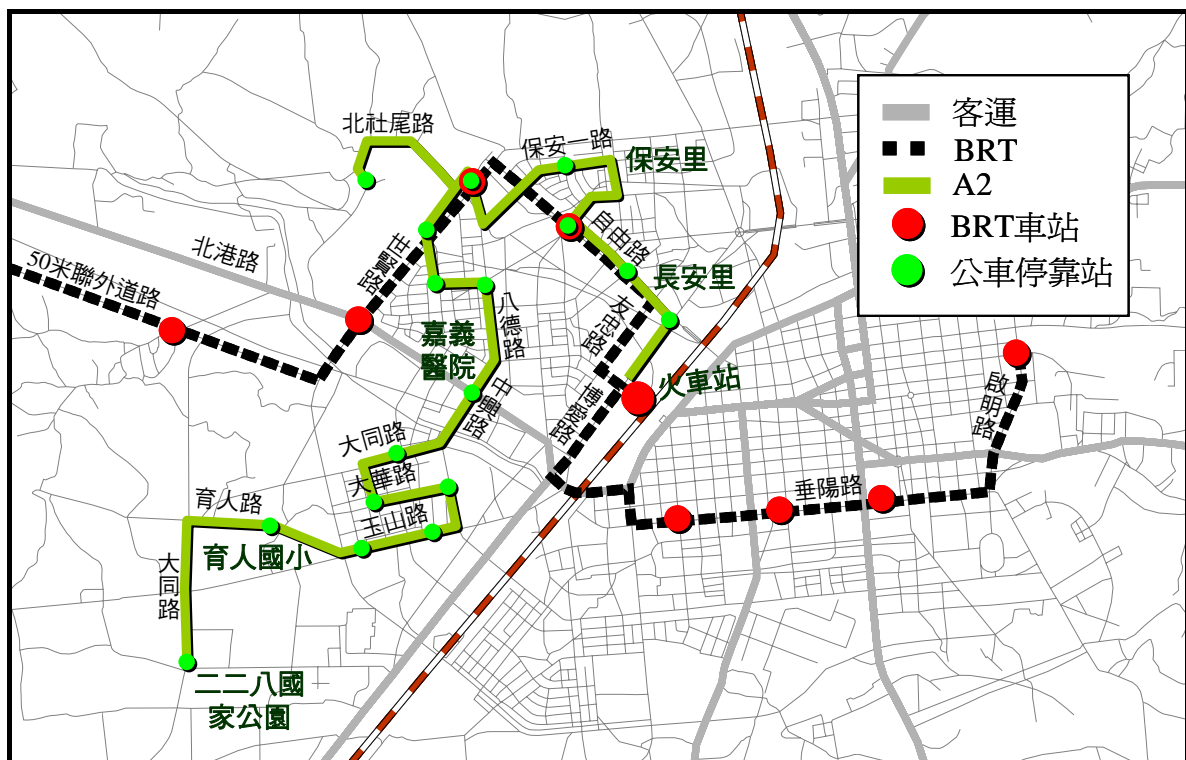 客運
BRT
A2
BRT車站
公車停靠站
北社尾路
保安一路
保安里
自由路
長安里
友忠路
北港路
世賢路
50米聯外道路
八德路
嘉義
醫院
中興路
博愛路
火車站
啟明路
大同路
大華路
垂陽路
育人路
玉山路
育人國小
大同路
二二八國
家公園